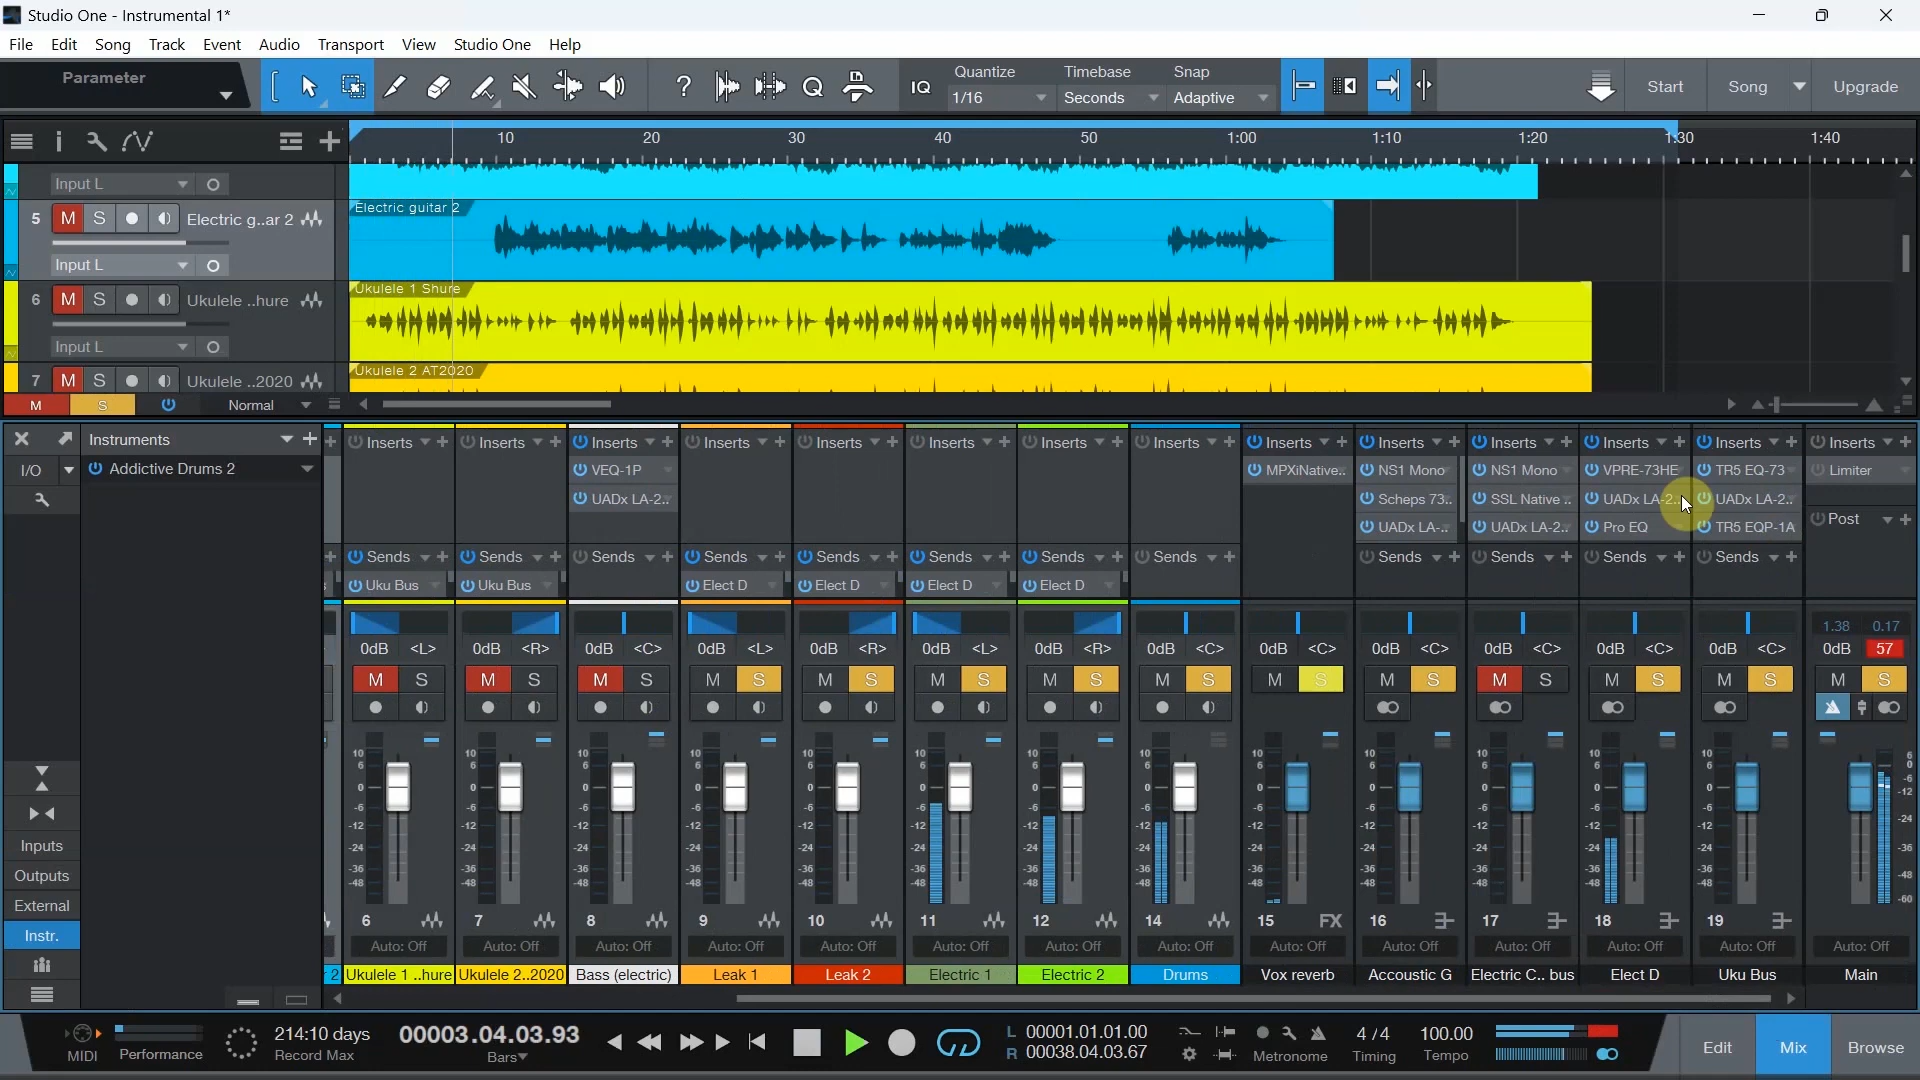 Studio One - Instrumental 1*
File Edit Song Track Event Audio Transport View Studio One Help
Parameter
? Q IQ
Quantize Timebase Snap
1/16 Seconds Adaptive
Start Song Upgrade
i 10 20 30 40 50 1:00 1:10 1:20 1:30 1:40
Input L
Electric guitar 2
5 M S Electric g..ar 2
Input L
Ukulele 1 Shure
6 M S Ukulele ..hure
Input L
Ukulele 2 AT2020
7 M S Ukulele ..2020
M S Normal
Instruments
I/O Addictive Drums 2
Inserts Inserts Inserts Inserts Inserts Inserts Inserts Inserts Inserts Inserts Inserts Inserts Inserts Inserts
VEQ-1P MPXiNative.. NS1 Mono NS1 Mono VPRE-73HE TR5 EQ-73 Limiter
UADx LA-2.. Scheps 73.. SSL Native .. UADx LA-2.. UADx LA-2..
UADx LA-.. UADx LA-2.. Pro EQ TR5 EQP-1A
Post
Sends Sends Sends Sends Sends Sends Sends Sends Sends Sends Sends Sends
Uku Bus Uku Bus Elect D Elect D Elect D Elect D
1.38 0.17
0dB <L> 0dB <R> 0dB <C> 0dB <L> 0dB <R> 0dB <L> 0dB <R> 0dB <C> 0dB <C> 0dB <C> 0dB <C> 0dB <C> 0dB <C> 0dB 57
M S M S M S M S M S M S M S M S M S M S M S M S M S M S
10 6 0 -6 -12 -24 -36 -48
Inputs
Outputs
External
Instr.
6 7 8 9 10 11 12 14 15 FX 16 17 18 19
Auto: Off Auto: Off Auto: Off Auto: Off Auto: Off Auto: Off Auto: Off Auto: Off Auto: Off Auto: Off Auto: Off Auto: Off Auto: Off Auto: Off
2 Ukulele 1 ..hure Ukulele 2..2020 Bass (electric) Leak 1 Leak 2 Electric 1 Electric 2 Drums Vox reverb Accoustic G Electric C.. bus Elect D Uku Bus Main
MIDI Performance
214:10 days
Record Max
00003.04.03.93
Bars
L 00001.01.01.00
R 00038.04.03.67
Metronome
4 / 4
Timing
100.00
Tempo
Edit Mix Browse